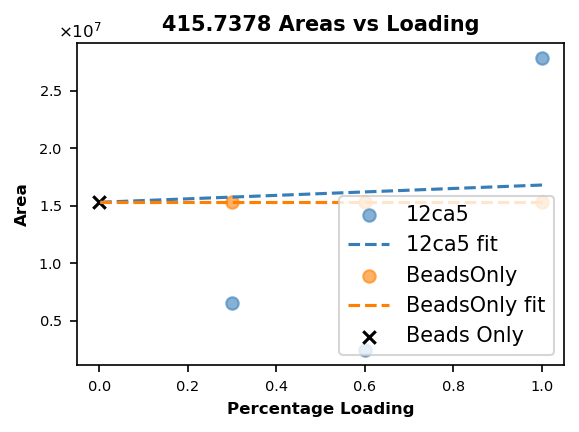 415.7378 Areas vs Loading
×10⁷
2.5
2.0
1.5
1.0
0.5
Area
0.0
0.2
0.4
0.6
0.8
1.0
Percentage Loading
12ca5
12ca5 fit
BeadsOnly
BeadsOnly fit
Beads Only